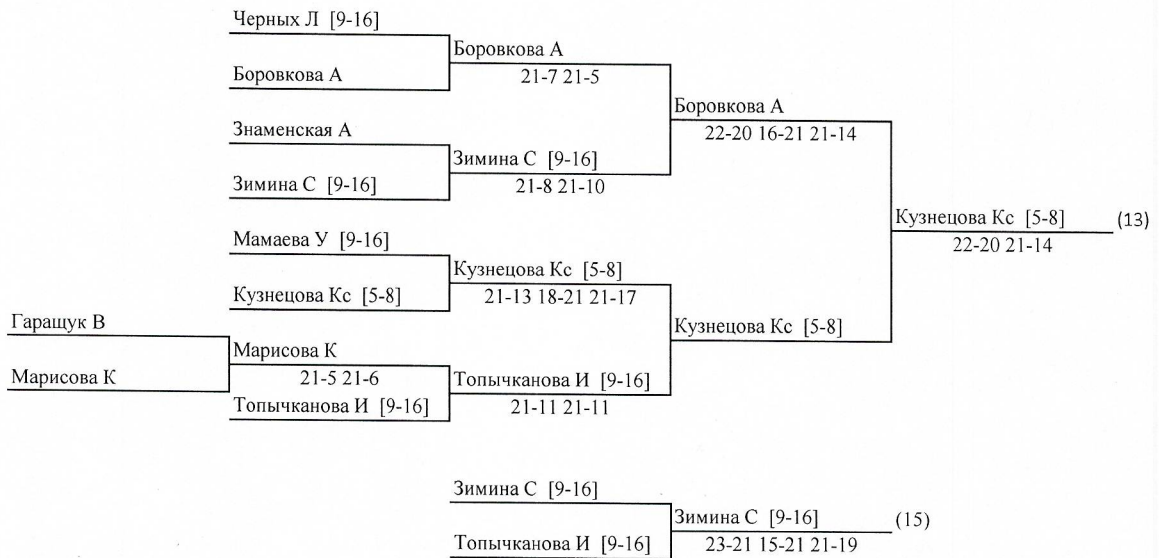 Черных Л [9-16]
Боровкова А
21-7 21-5
Боровкова А
Боровкова А
22-20 16-21 21-14
Знаменская А
Зимина С [9-16]
21-8 21-10
Зимина С [9-16]
Кузнецова Кс [5-8] (13)
22-20 21-14
Мамаева У [9-16]
Кузнецова Кс [5-8]
21-13 18-21 21-17
Кузнецова Кс [5-8]
Гаращук В
Кузнецова Кс [5-8]
Марисова К
21-5 21-6
Марисова К
Топычканова И [9-16]
21-11 21-11
Топычканова И [9-16]
Зимина С [9-16]
Зимина С [9-16] (15)
23-21 15-21 21-19
Топычканова И [9-16]